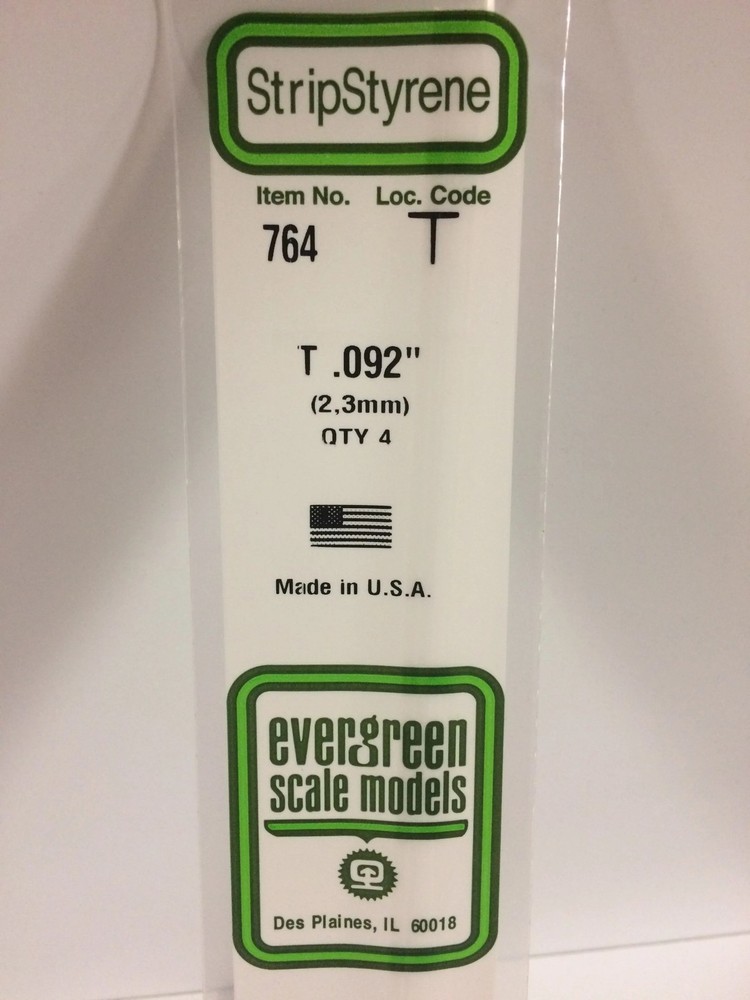 StripStyrene
Item No. Loc. Code
764 T
T .092"
(2,3mm)
QTY 4
Made in U.S.A.
evergreen
scale models
Des Plaines, IL 60018